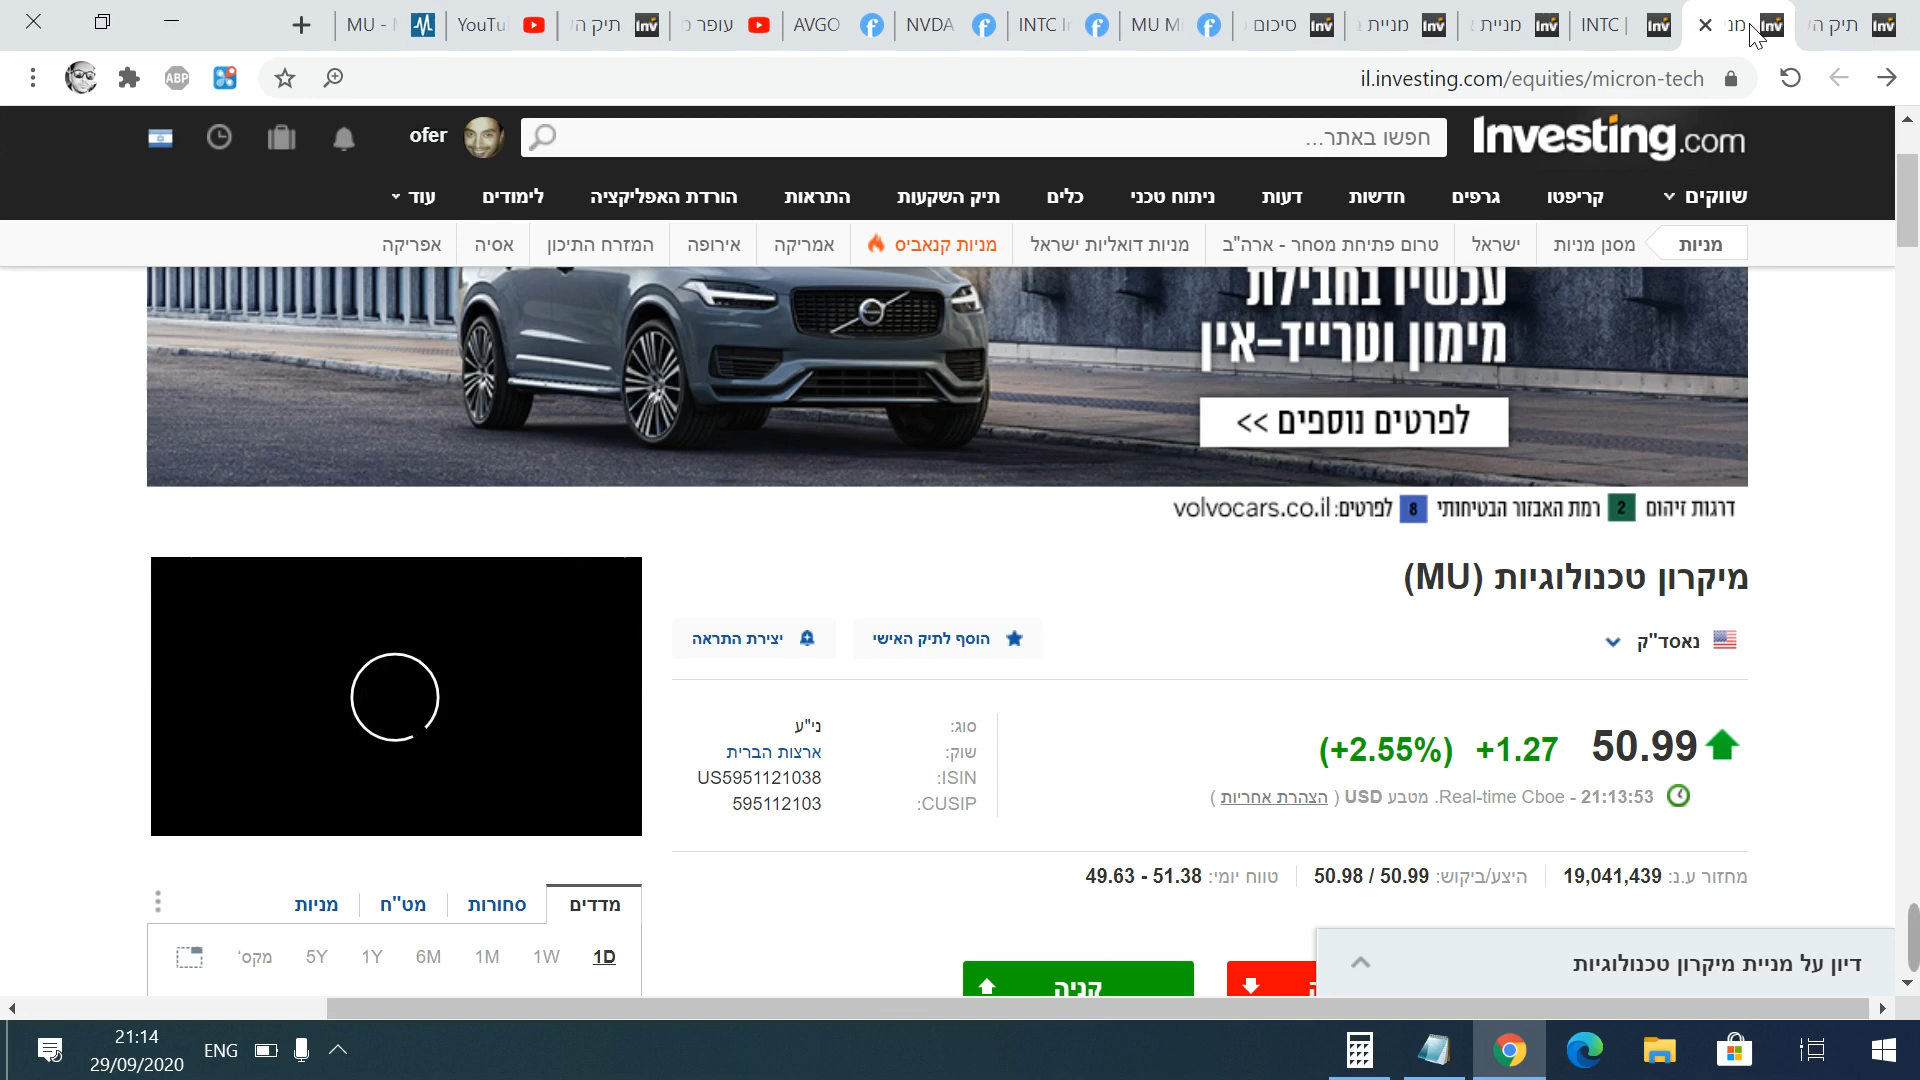 תיק ה
מני
INTC |
מניית
מניית
סיכום
MU Mi
INTC I
NVDA
AVGO
עופר
תיק ה
YouTu
MU -
il.investing.com/equities/micron-tech
ABP
Investing.com
חפשו באתר...
ofer
שווקים
קריפטו
גרפים
חדשות
דעות
ניתוח טכני
כלים
תיק השקעות
התראות
הורדת האפליקציה
לימודים
עוד
מניות
מסנן מניות
ישראל
טרום פתיחת מסחר - ארה"ב
מניות דואליות ישראל
מניות קנאביס
אמריקה
אירופה
המזרח התיכון
אסיה
אפריקה
עכשיו בחבילת
מימון וטרייד–אין
לפרטים נוספים >>
דרגות זיהום 2 רמת האבזור הבטיחותי 8 לפרטים: volvocars.co.il
מיקרון טכנולוגיות (MU)
נאסד"ק
הוסף לתיק האישי
יצירת התראה
50.99 +1.27 (+2.55%)
21:13:53 - Real-time Cboe. מטבע USD ( הצהרת אחריות )
סוג: ני"ע
שוק: ארצות הברית
ISIN: US5951121038
CUSIP: 595112103
מחזור ע.נ: 19,041,439
היצע/ביקוש: 50.98 / 50.99
טווח יומי: 49.63 - 51.38
מדדים
סחורות
מט"ח
מניות
1D 1W 1M 6M 1Y 5Y מקס'
קניה
דיון על מניית מיקרון טכנולוגיות
ENG
21:14
29/09/2020